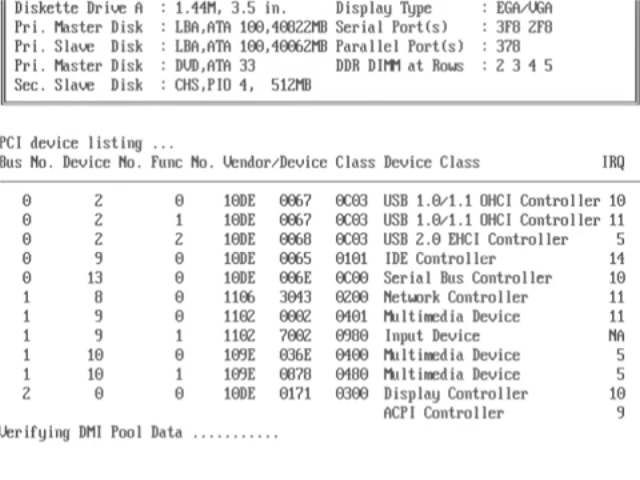 Diskette Drive A : 1.44M, 3.5 in. Display Type : EGA/VGA
Pri. Master Disk : LBA,ATA 100,40822MB Serial Port(s) : 3F8 2F8
Pri. Slave Disk : LBA,ATA 100,40062MB Parallel Port(s) : 378
Pri. Master Disk : DVD,ATA 33 DDR DIMM at Rows : 2 3 4 5
Sec. Slave Disk : CHS,PIO 4, 512MB
PCI device listing ...
Bus No. Device No. Func No. Vendor/Device Class Device Class IRQ
0 2 0 10DE 0067 0C03 USB 1.0/1.1 OHCI Controller 10
0 2 1 10DE 0067 0C03 USB 1.0/1.1 OHCI Controller 11
0 2 2 10DE 0068 0C03 USB 2.0 EHCI Controller 5
0 9 0 10DE 0065 0101 IDE Controller 14
0 13 0 10DE 006E 0C00 Serial Bus Controller 10
1 8 0 1106 3043 0200 Network Controller 11
1 9 0 1102 0002 0401 Multimedia Device 11
1 9 1 1102 7002 0980 Input Device NA
1 10 0 109E 036E 0400 Multimedia Device 5
1 10 1 109E 0878 0480 Multimedia Device 5
2 0 0 10DE 0171 0300 Display Controller 10
ACPI Controller 9
Verifying DMI Pool Data ...........